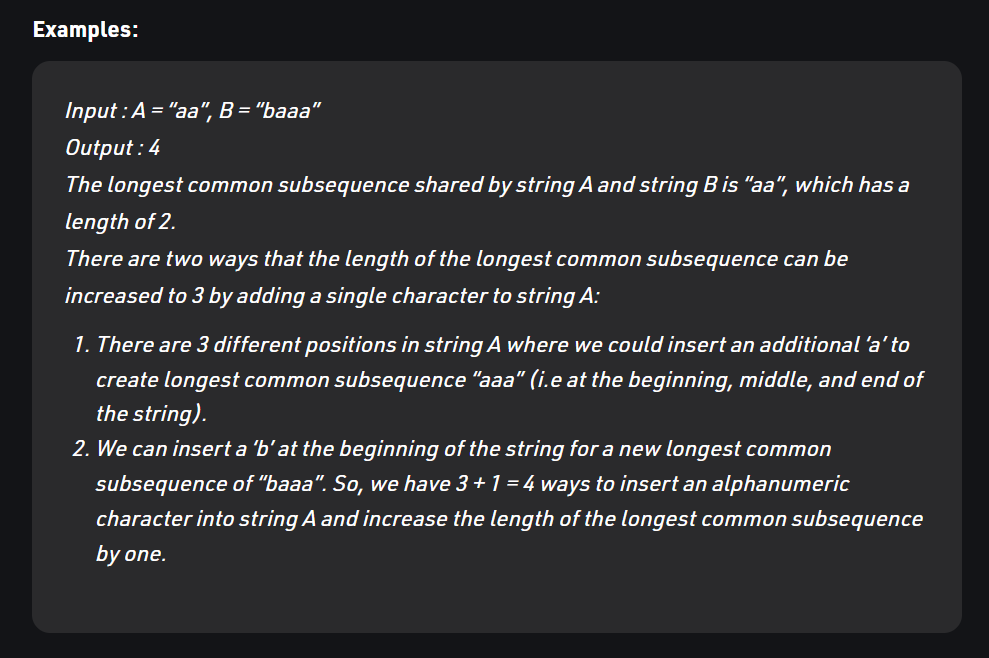 Examples:
Input : A = “aa”, B = “baaa”
Output : 4
The longest common subsequence shared by string A and string B is “aa”, which has a
length of 2.
There are two ways that the length of the longest common subsequence can be
increased to 3 by adding a single character to string A:
1. There are 3 different positions in string A where we could insert an additional ‘a’ to
create longest common subsequence “aaa” (i.e at the beginning, middle, and end of
the string).
2. We can insert a ‘b’ at the beginning of the string for a new longest common
subsequence of “baaa”. So, we have 3 + 1 = 4 ways to insert an alphanumeric
character into string A and increase the length of the longest common subsequence
by one.